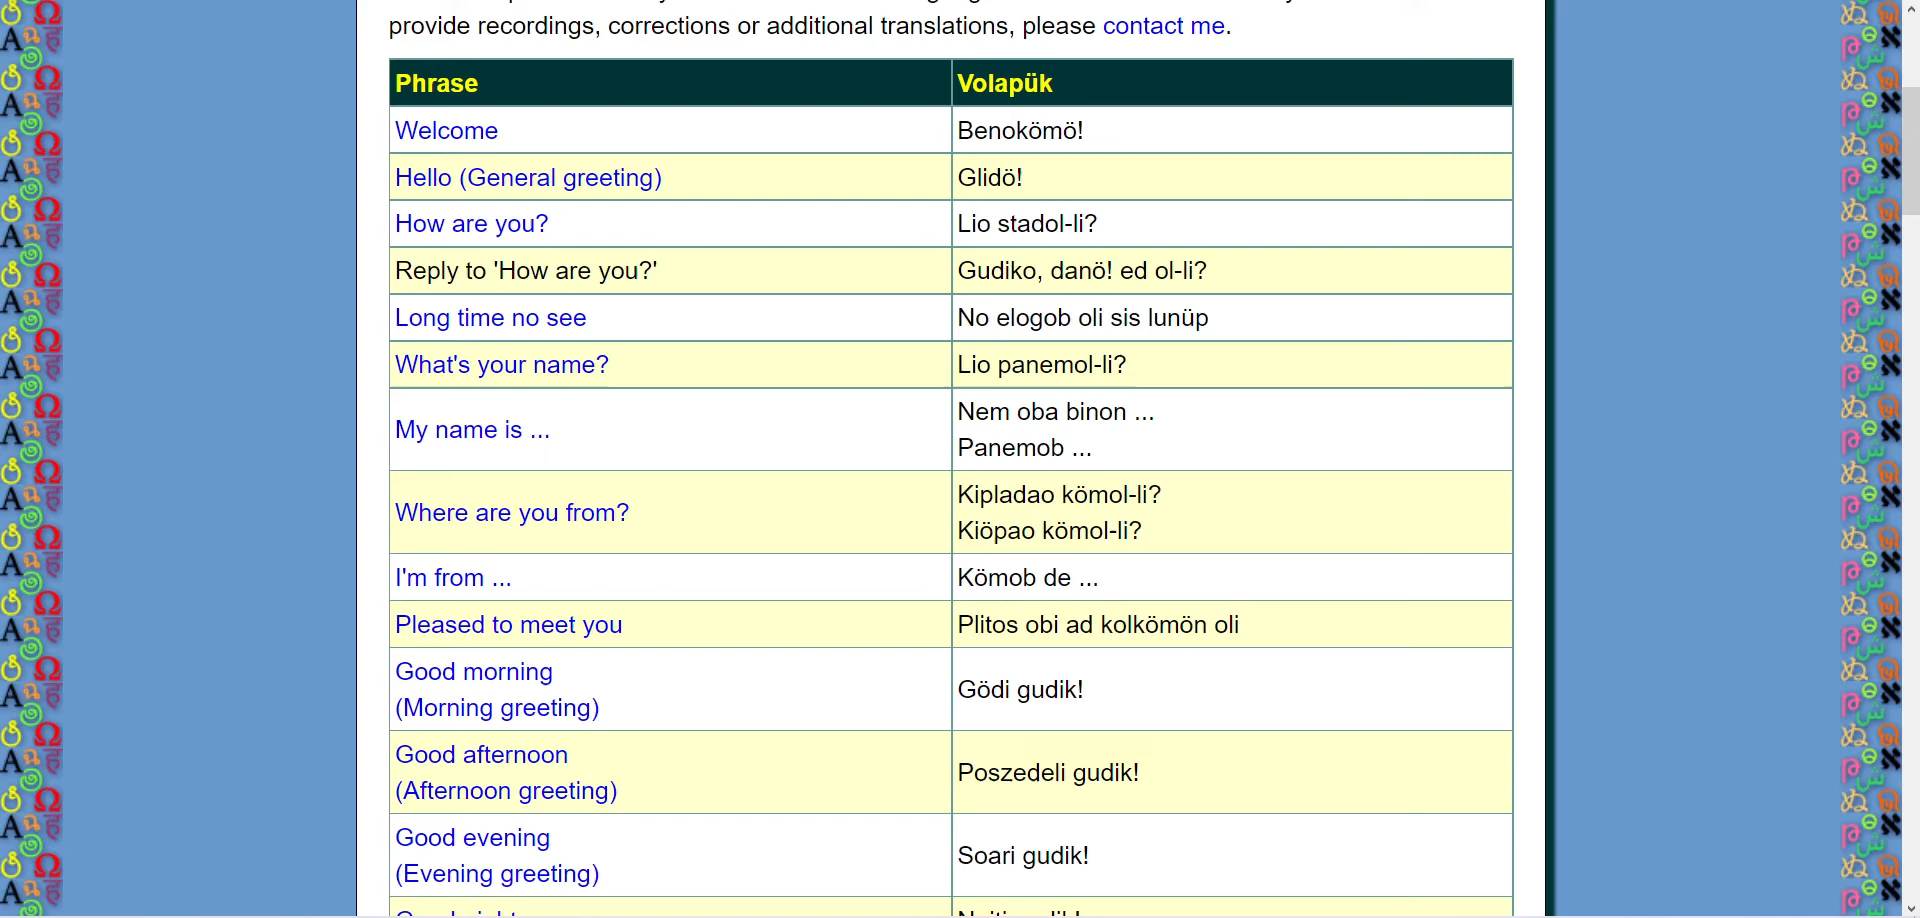 provide recordings, corrections or additional translations, please contact me.
Phrase Volapük
Welcome Benokömö!
Hello (General greeting) Glidö!
How are you? Lio stadol-li?
Reply to 'How are you?' Gudiko, danö! ed ol-li?
Long time no see No elogob oli sis lunüp
What's your name? Lio panemol-li?
My name is ...
Nem oba binon ...
Panemob ...
Where are you from?
Kipladao kömol-li?
Kiöpao kömol-li?
I'm from ... Kömob de ...
Pleased to meet you Plitos obi ad kolkömön oli
Good morning
(Morning greeting)
Gödi gudik!
Good afternoon
(Afternoon greeting)
Poszedeli gudik!
Good evening
(Evening greeting)
Soari gudik!